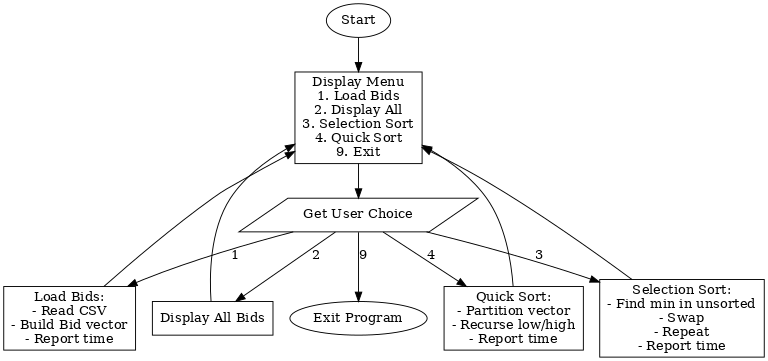 Start
Display Menu
1. Load Bids
2. Display All
3. Selection Sort
4. Quick Sort
9. Exit
Get User Choice
1
2
9
4
3
Load Bids:
- Read CSV
- Build Bid vector
- Report time
Display All Bids
Exit Program
Quick Sort:
- Partition vector
- Recurse low/high
- Report time
Selection Sort:
- Find min in unsorted
- Swap
- Repeat
- Report time